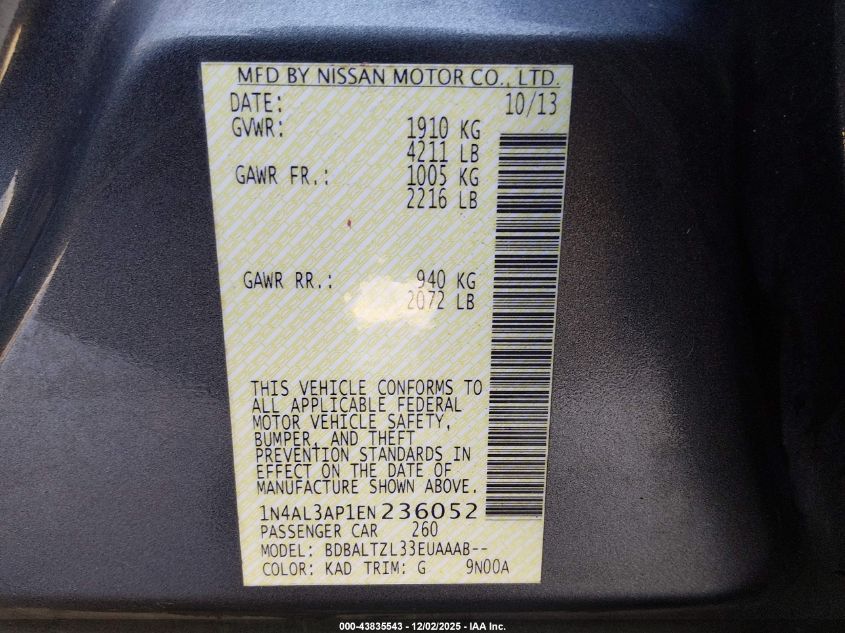 MFD BY NISSAN MOTOR CO., LTD.
DATE: 10/13
GVWR: 1910 KG
4211 LB
GAWR FR.: 1005 KG
2216 LB
GAWR RR.: 940 KG
2072 LB
THIS VEHICLE CONFORMS TO
ALL APPLICABLE FEDERAL
MOTOR VEHICLE SAFETY,
BUMPER, AND THEFT
PREVENTION STANDARDS IN
EFFECT ON THE DATE OF
MANUFACTURE SHOWN ABOVE.
1N4AL3AP1EN236052
PASSENGER CAR 260
MODEL: BDBALTZL33EUAAAB--
COLOR: KAD TRIM: G 9N00A
000-43835543 - 12/02/2025 - IAA Inc.